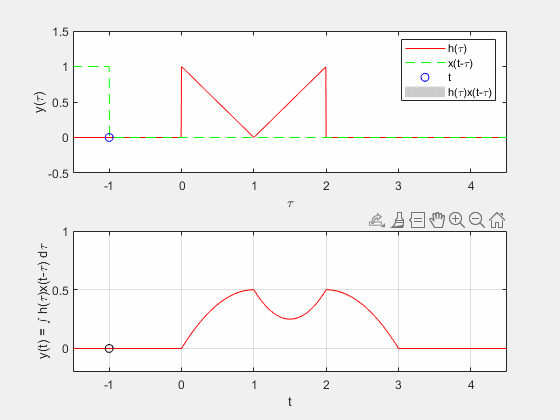 1.5
1
0.5
0
-0.5
y(τ)
h(τ)
x(t-τ)
t
h(τ)x(t-τ)
-1 0 1 2 3 4
τ
1
0.5
0
y(t) = ∫ h(τ)x(t-τ) dτ
-1 0 1 2 3 4
t